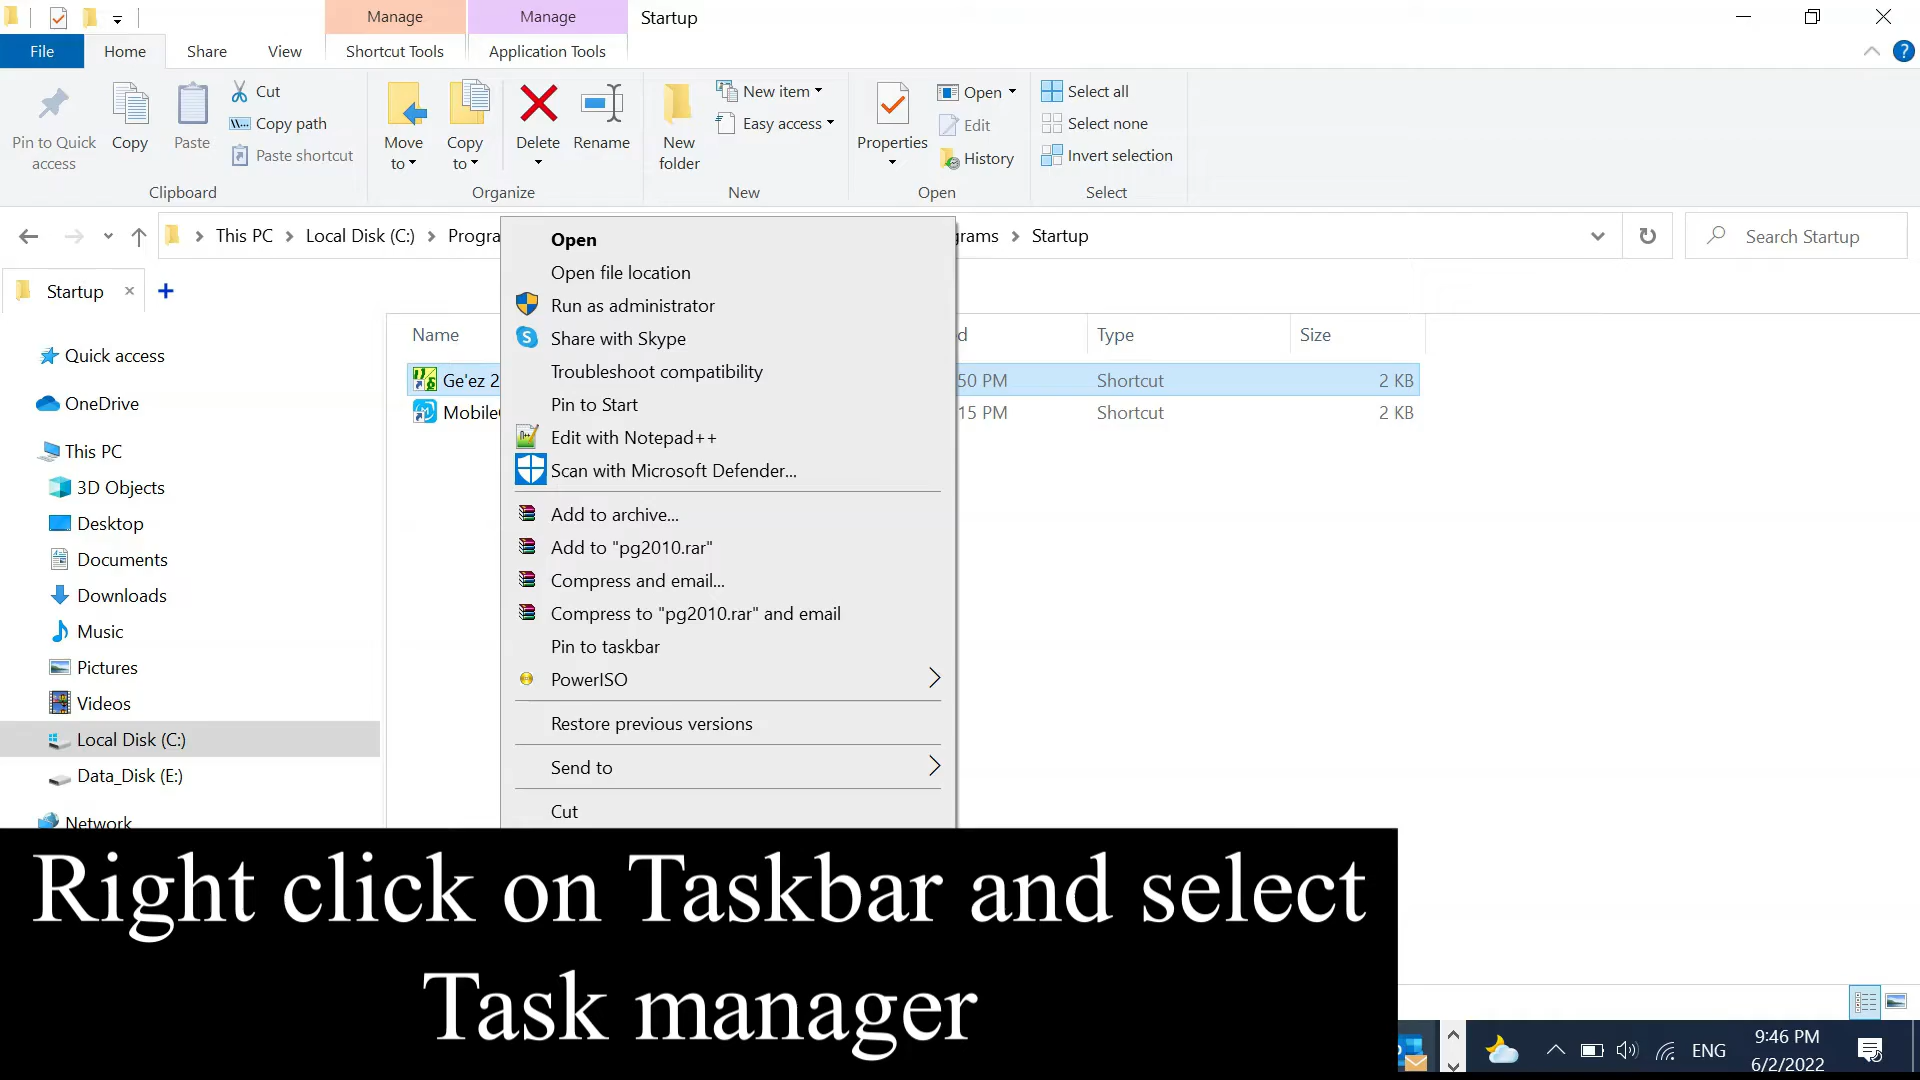 Manage
Manage
Startup
File
Home
Share
View
Shortcut Tools
Application Tools
Pin to Quick access
Copy
Paste
Cut
Copy path
Paste shortcut
Clipboard
Move to
Copy to
Delete
Rename
Organize
New folder
New item
Easy access
New
Properties
Open
Edit
History
Open
Select all
Select none
Invert selection
Select
This PC
Local Disk (C:)
Progra
grams
Startup
Search Startup
Startup
Name
d
Type
Size
Ge'ez 2
50 PM
Shortcut
2 KB
Mobile
15 PM
Shortcut
2 KB
Quick access
OneDrive
This PC
3D Objects
Desktop
Documents
Downloads
Music
Pictures
Videos
Local Disk (C:)
Data_Disk (E:)
Network
Open
Open file location
Run as administrator
Share with Skype
Troubleshoot compatibility
Pin to Start
Edit with Notepad++
Scan with Microsoft Defender...
Add to archive...
Add to "pg2010.rar"
Compress and email...
Compress to "pg2010.rar" and email
Pin to taskbar
PowerISO
Restore previous versions
Send to
Cut
Right click on Taskbar and select
Task manager
ENG
9:46 PM
6/2/2022